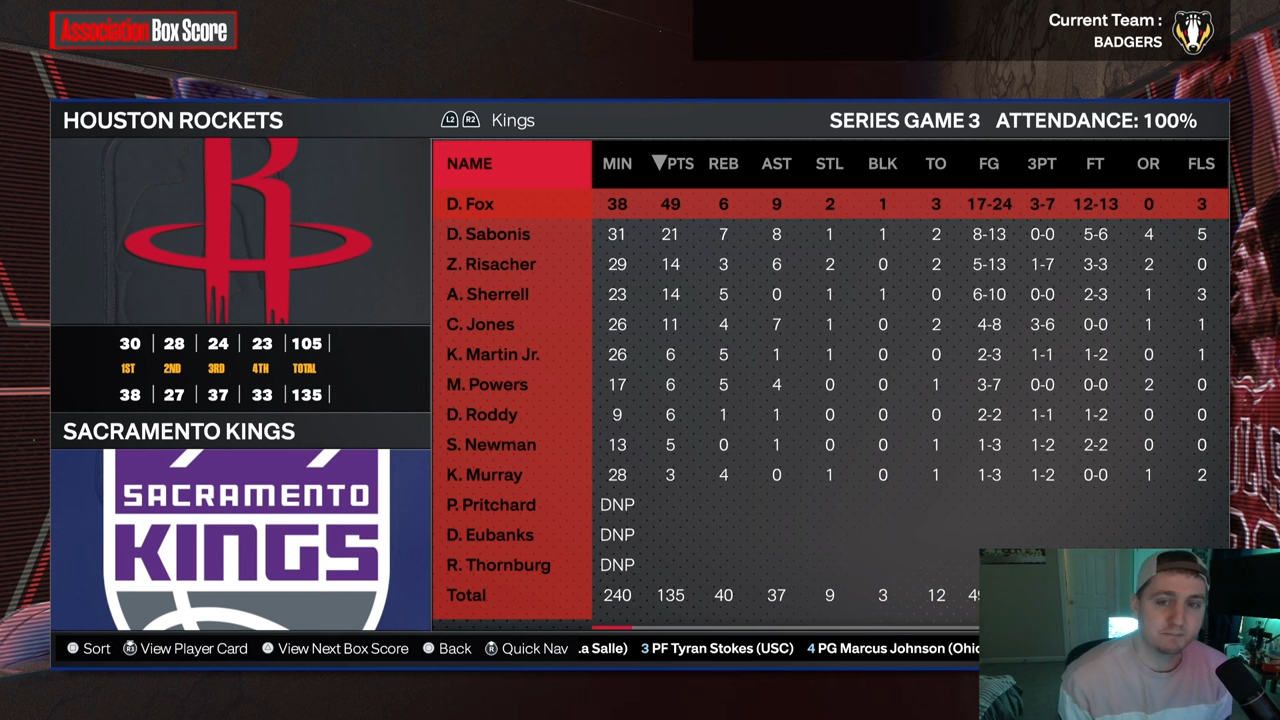 Association Box Score
Current Team :
BADGERS
HOUSTON ROCKETS
L2 R2 Kings
SERIES GAME 3 ATTENDANCE: 100%
NAME MIN PTS REB AST STL BLK TO FG 3PT FT OR FLS
D. Fox 38 49 6 9 2 1 3 17-24 3-7 12-13 0 3
D. Sabonis 31 21 7 8 1 1 2 8-13 0-0 5-6 4 5
Z. Risacher 29 14 3 6 2 0 2 5-13 1-7 3-3 2 0
A. Sherrell 23 14 5 0 1 1 0 6-10 0-0 2-3 1 3
C. Jones 26 11 4 7 1 0 2 4-8 3-6 0-0 1 1
K. Martin Jr. 26 6 5 1 1 0 0 2-3 1-1 1-2 0 1
M. Powers 17 6 5 4 0 0 1 3-7 0-0 0-0 2 0
D. Roddy 9 6 1 1 0 0 0 2-2 1-1 1-2 0 0
S. Newman 13 5 0 1 0 0 1 1-3 1-2 2-2 0 0
K. Murray 28 3 4 0 1 0 1 1-3 1-2 0-0 1 2
P. Pritchard DNP
D. Eubanks DNP
R. Thornburg DNP
Total 240 135 40 37 9 3 12
30 28 24 23 105
1ST 2ND 3RD 4TH TOTAL
38 27 37 33 135
SACRAMENTO KINGS
SACRAMENTO
KINGS
Sort View Player Card View Next Box Score Back R Quick Nav .a Salle) 3 PF Tyran Stokes (USC) 4 PG Marcus Johnson (Ohio